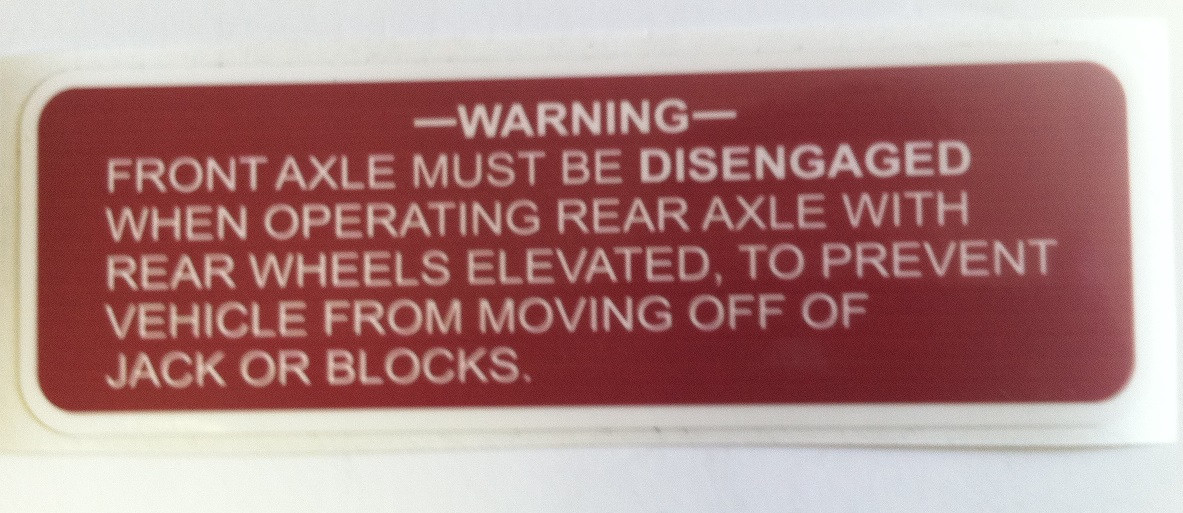 —WARNING—
FRONT AXLE MUST BE DISENGAGED
WHEN OPERATING REAR AXLE WITH
REAR WHEELS ELEVATED, TO PREVENT
VEHICLE FROM MOVING OFF OF
JACK OR BLOCKS.